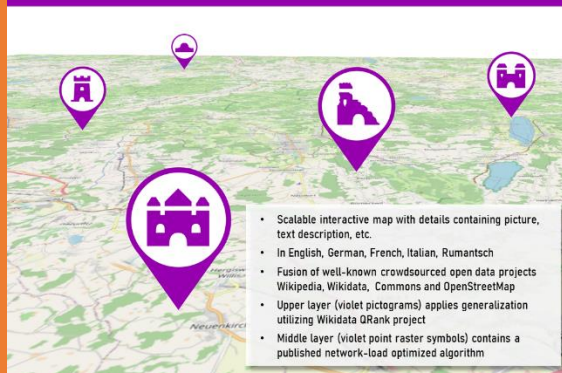 • Scalable interactive map with details containing picture,
text description, etc.
• In English, German, French, Italian, Rumantsch
• Fusion of well-known crowdsourced open data projects
Wikipedia, Wikidata, Commons and OpenStreetMap
• Upper layer (violet pictograms) applies generalization
utilizing Wikidata QRank project
• Middle layer (violet point raster symbols) contains a
published network-load optimized algorithm
Neuenkirch